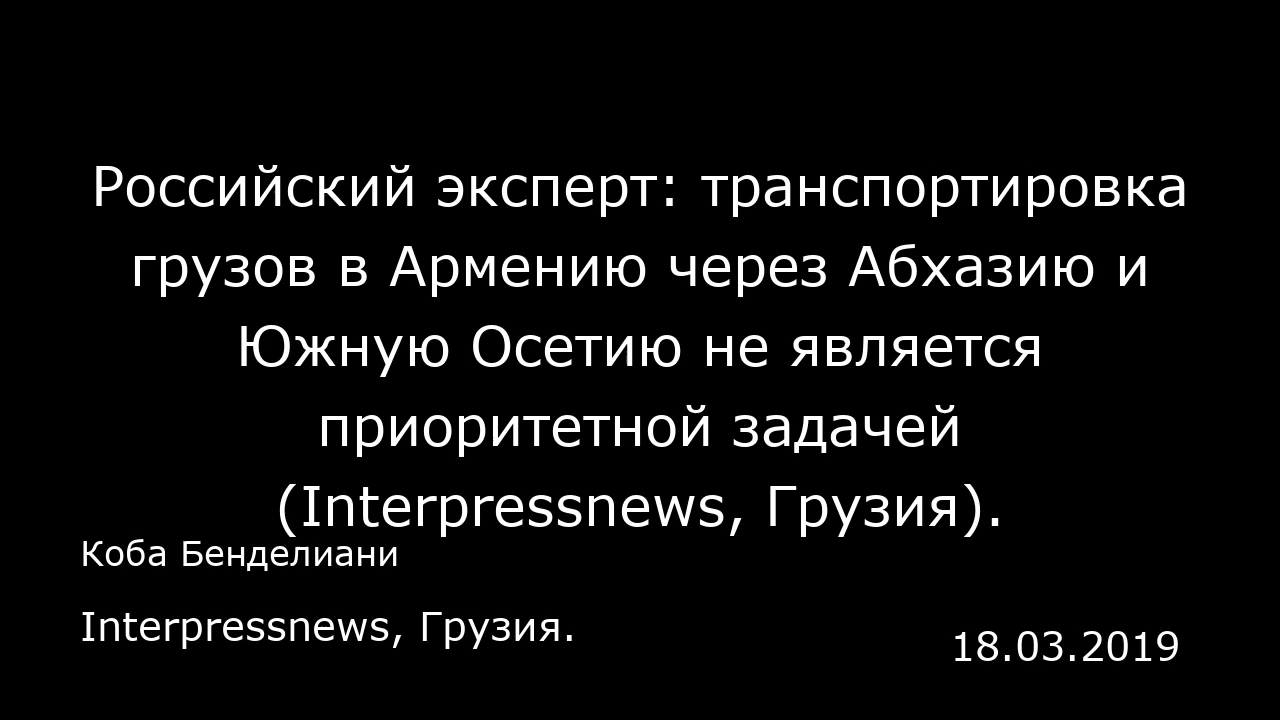 Российский эксперт: транспортировка
грузов в Армению через Абхазию и
Южную Осетию не является
приоритетной задачей
(Interpressnews, Грузия).
Коба Бенделиани
Interpressnews, Грузия.
18.03.2019